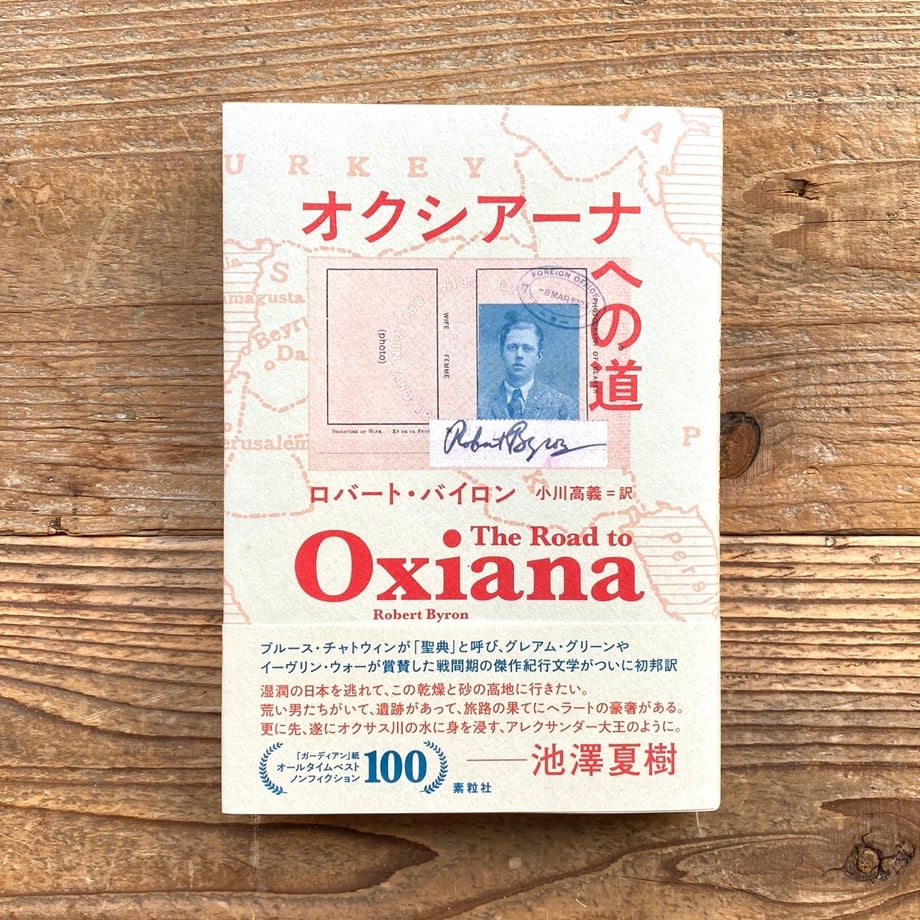 TURKEY
オクシアーナ
への道
FOREIGN OFFICE
-8 MAR
(photo)
WIFE FEMME
Robert Byron
ロバート・バイロン 小川高義=訳
The Road to
Oxiana
Robert Byron
ブルース・チャトウィンが「聖典」と呼び、グレアム・グリーンや
イーヴリン・ウォーが賞賛した戦間期の傑作紀行文学がついに初邦訳
湿潤の日本を逃れて、この乾燥と砂の高地に行きたい。
荒い男たちがいて、遺跡があって、旅路の果てにヘラートの豪奢がある。
更に先、遂にオクサス川の水に身を浸す、アレクサンダー大王のように。
「ガーディアン」紙
オールタイムベスト
ノンフィクション
100
——池澤夏樹
素粒社